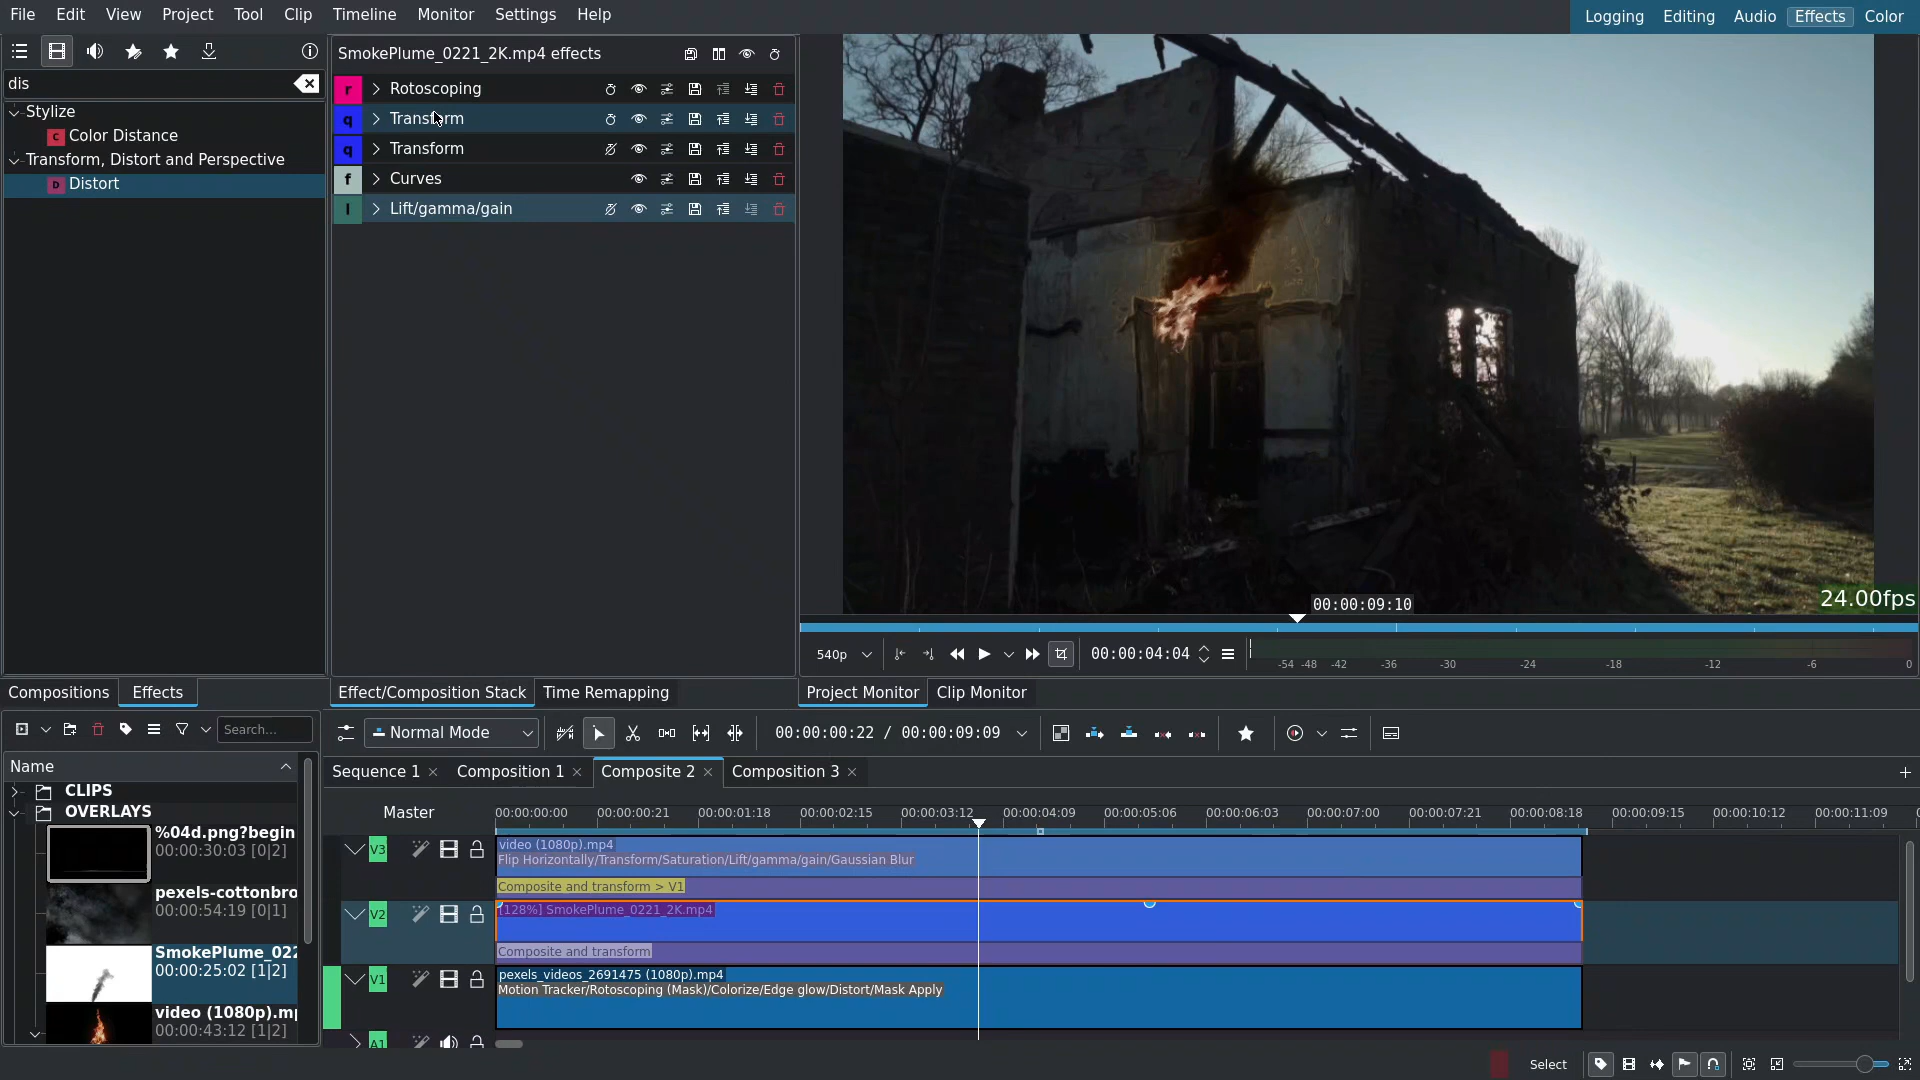 File Edit View Project Tool Clip Timeline Monitor Settings Help
Logging Editing Audio Effects Color
dis
Stylize
C Color Distance
Transform, Distort and Perspective
D Distort
SmokePlume_0221_2K.mp4 effects
r Rotoscoping
q Transform
q Transform
f Curves
l Lift/gamma/gain
24.00fps
00:00:09:10
540p
00:00:04:04
-54 -48 -42 -36 -30 -24 -18 -12 -6 0
Compositions Effects
Effect/Composition Stack Time Remapping
Project Monitor Clip Monitor
Search...
Normal Mode
00:00:00:22 / 00:00:09:09
Name
CLIPS
OVERLAYS
%04d.png?begin
00:00:30:03 [0|2]
pexels-cottonbro
00:00:54:19 [0|1]
SmokePlume_022
00:00:25:02 [1|2]
video (1080p).mp
00:00:43:12 [1|2]
Sequence 1 Composition 1 Composite 2 Composition 3
Master
00:00:00:00 00:00:00:21 00:00:01:18 00:00:02:15 00:00:03:12 00:00:04:09 00:00:05:06 00:00:06:03 00:00:07:00 00:00:07:21 00:00:08:18 00:00:09:15 00:00:10:12 00:00:11:09
V3
video (1080p).mp4
Flip Horizontally/Transform/Saturation/Lift/gamma/gain/Gaussian Blur
Composite and transform > V1
V2
[128%] SmokePlume_0221_2K.mp4
Composite and transform
V1
pexels_videos_2691475 (1080p).mp4
Motion Tracker/Rotoscoping (Mask)/Colorize/Edge glow/Distort/Mask Apply
A1
Select